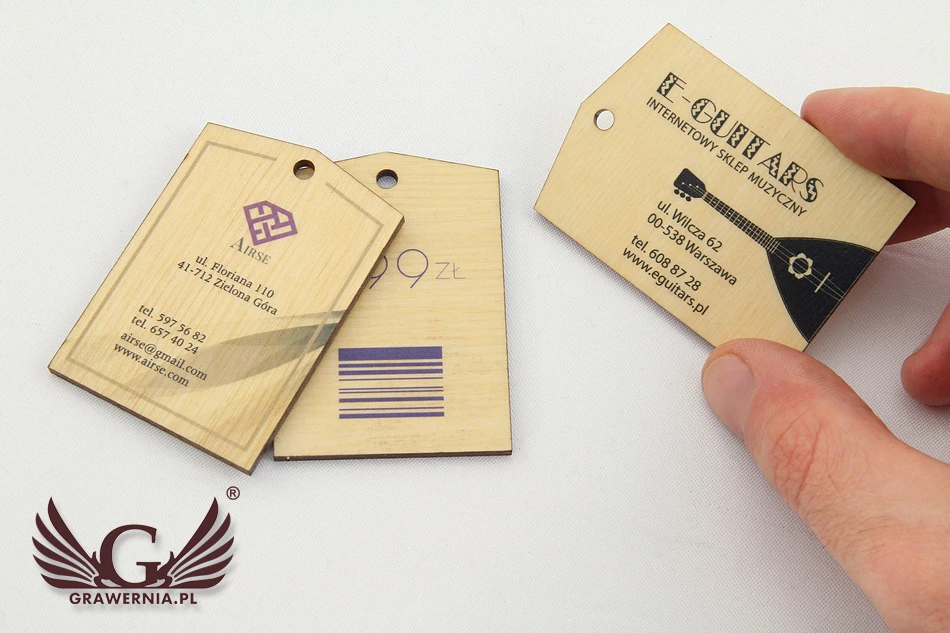 AIRSE
ul. Floriana 110
41-712 Zielona Góra
tel. 597 56 82
tel. 657 40 24
airse@gmail.com
www.airse.com
99 ZŁ
E-GUITARS
INTERNETOWY SKLEP MUZYCZNY
ul. Wilcza 62
00-538 Warszawa
tel. 608 87 28
www.eguitars.pl
G
®
GRAWERNIA.PL